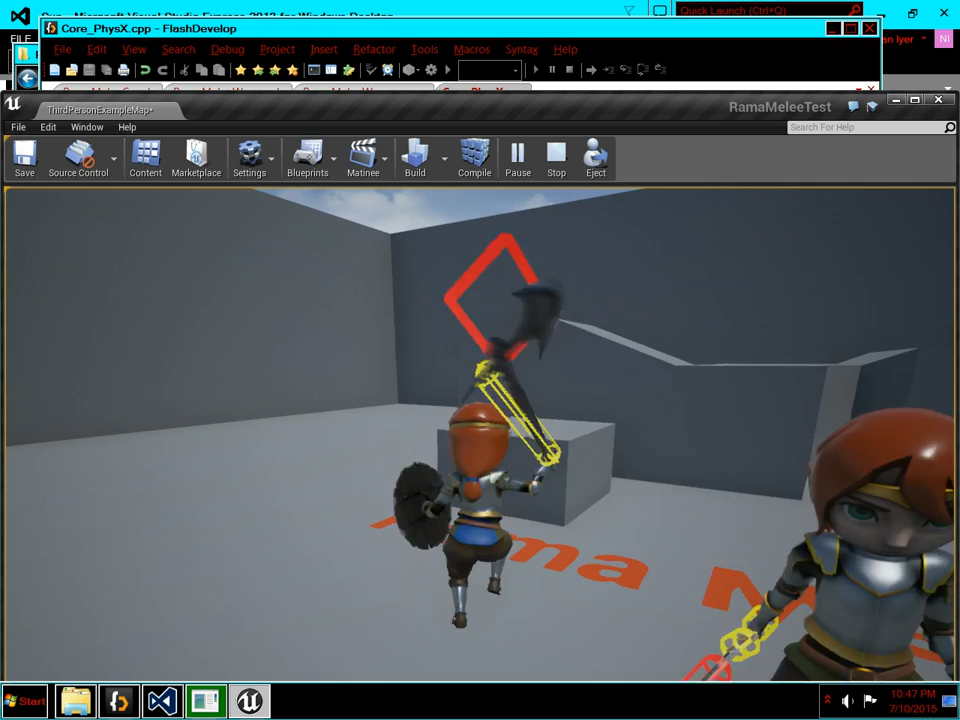 Core_PhysX.cpp - FlashDevelop
Quick Launch (Ctrl+Q)
FILE
File Edit View Search Debug Project Insert Refactor Tools Macros Syntax Help
NI
ThirdPersonExampleMap*
RamaMeleeTest
File Edit Window Help
Search For Help
Save Source Control Content Marketplace Settings Blueprints Matinee Build Compile Pause Stop Eject
Start
10:47 PM
7/10/2015